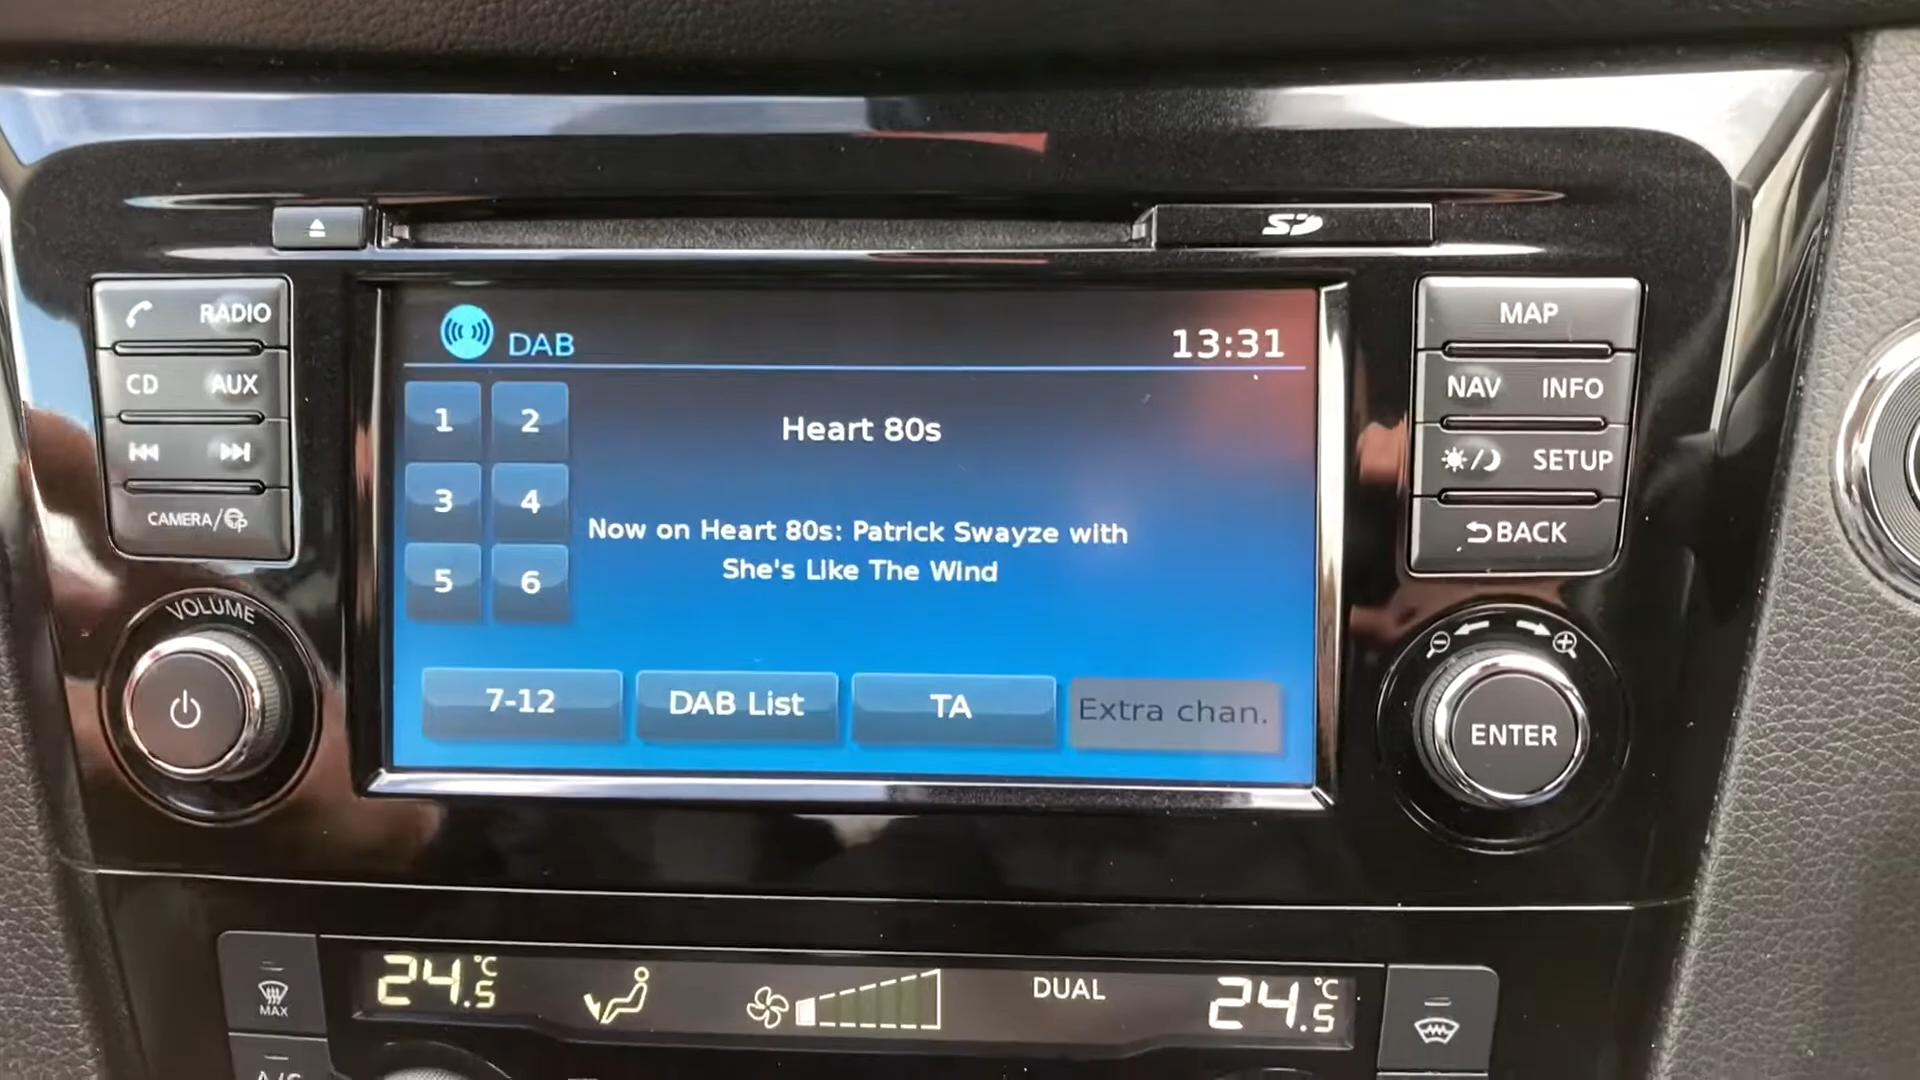 SD
RADIO
CD AUX
CAMERA/
VOLUME
DAB
13:31
1 2
3 4
5 6
Heart 80s
Now on Heart 80s: Patrick Swayze with
She's Like The Wind
7-12
DAB List
TA
Extra chan.
MAP
NAV INFO
SETUP
BACK
ENTER
MAX
24.5°C
DUAL
24.5°C